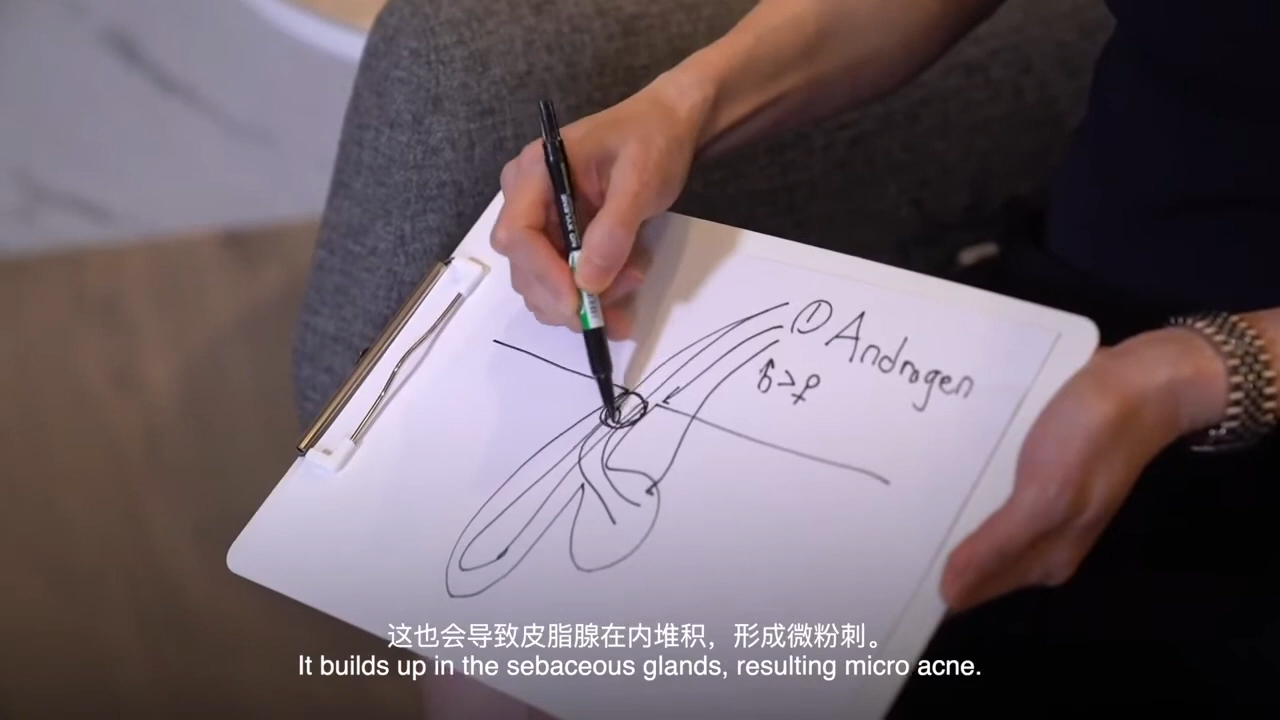 ① Androgen
♂>♀
这也会导致皮脂腺在内堆积，形成微粉刺。
It builds up in the sebaceous glands, resulting micro acne.